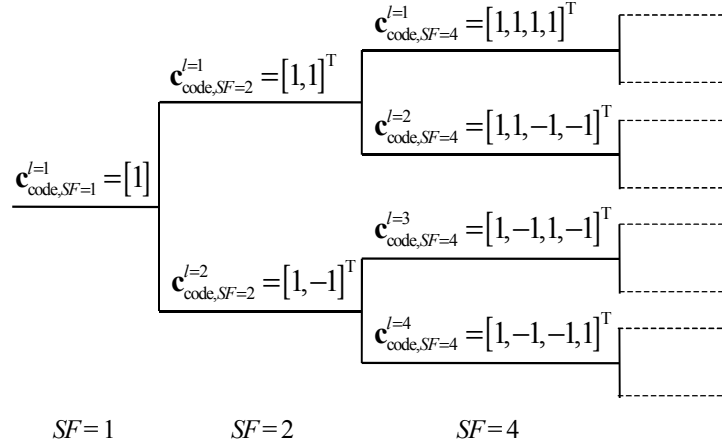 c^{l=1}_{code,SF=4} = [1,1,1,1]^T
c^{l=1}_{code,SF=2} = [1,1]^T
c^{l=2}_{code,SF=4} = [1,1,−1,−1]^T
c^{l=1}_{code,SF=1} = [1]
c^{l=3}_{code,SF=4} = [1,−1,1,−1]^T
c^{l=2}_{code,SF=2} = [1,−1]^T
c^{l=4}_{code,SF=4} = [1,−1,−1,1]^T
SF=1 SF=2 SF=4